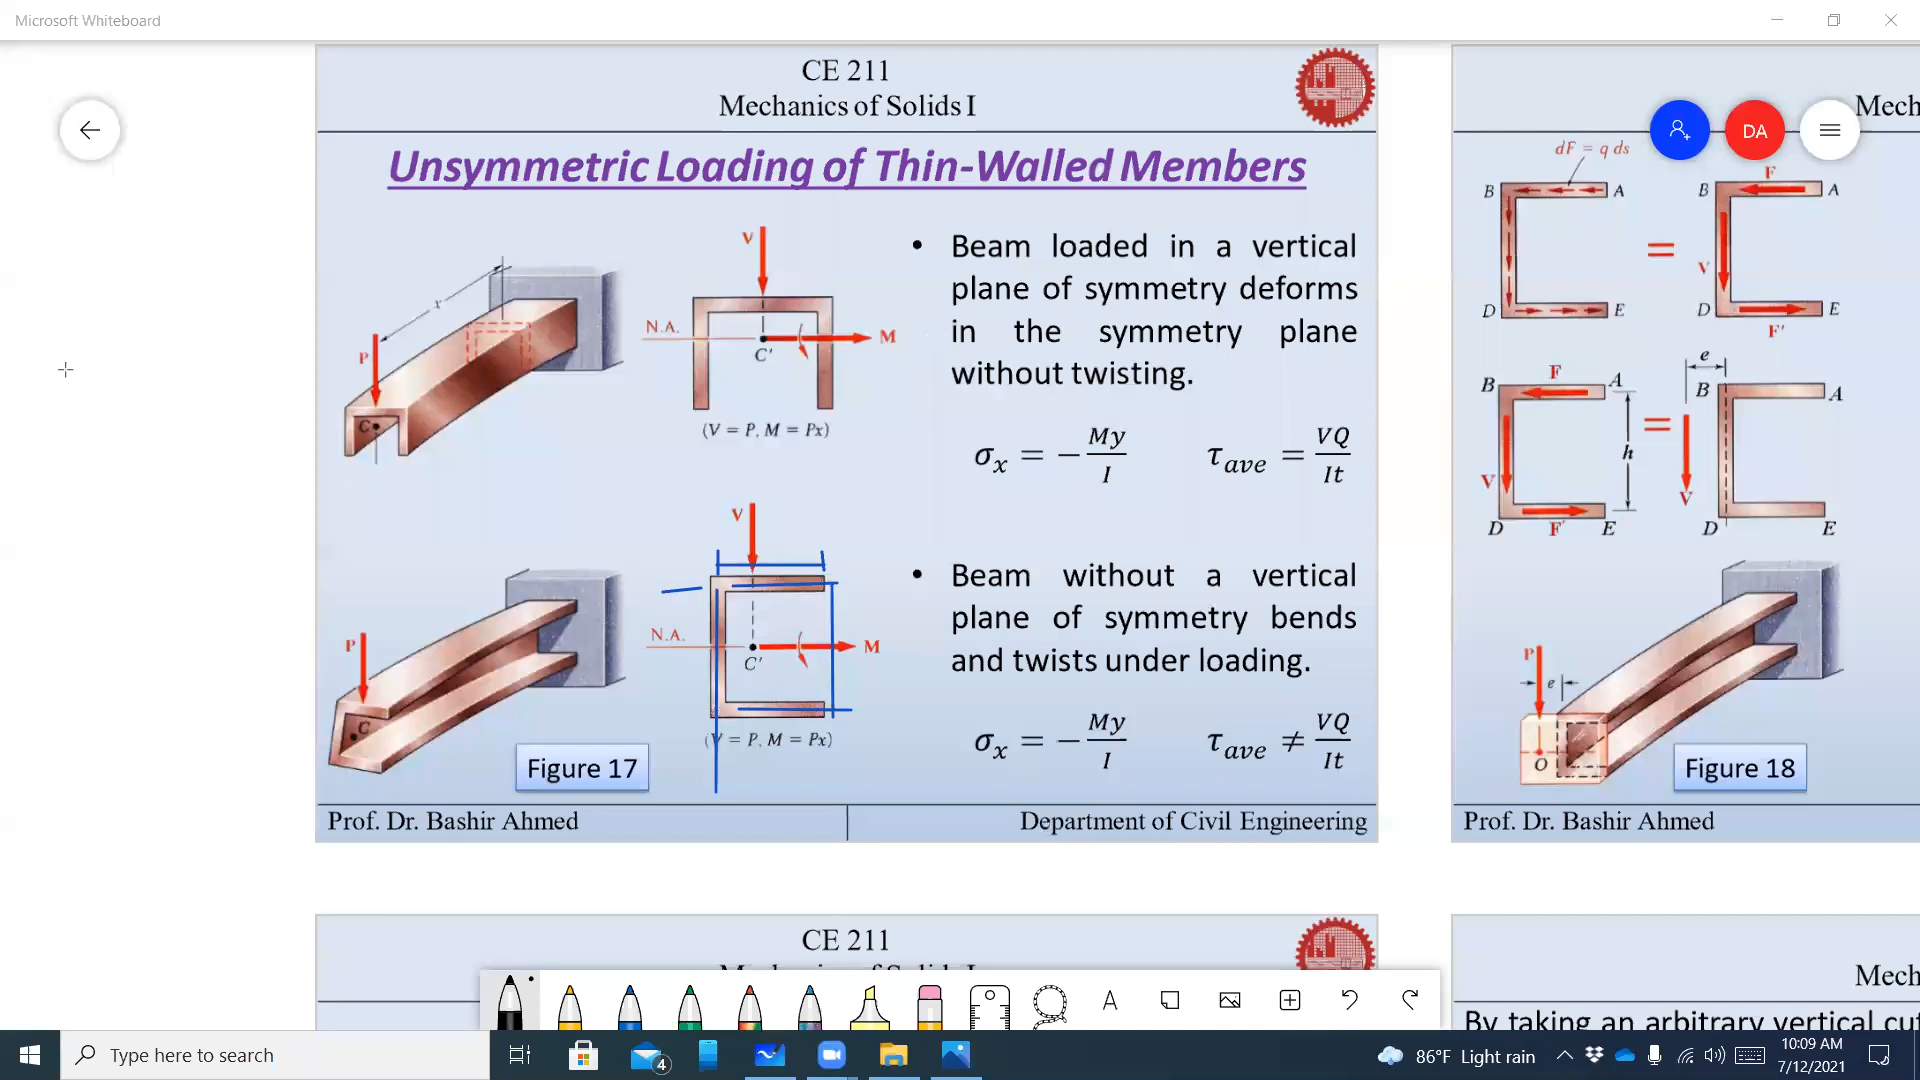 Microsoft Whiteboard
CE 211
Mechanics of Solids I
Unsymmetric Loading of Thin-Walled Members
V
x
P
C
N.A.
M
C'
(V = P, M = Px)
• Beam loaded in a vertical
plane of symmetry deforms
in the symmetry plane
without twisting.
σx = − My/I
τave = VQ/It
V
P
C
N.A.
M
C'
(V = P, M = Px)
Figure 17
• Beam without a vertical
plane of symmetry bends
and twists under loading.
σx = − My/I
τave ≠ VQ/It
Prof. Dr. Bashir Ahmed
Department of Civil Engineering
Mech
DA
dF = q ds
B A
D E
=
F
B A
V
D E
F'
F
B A
h
V
D F' E
=
e
B A
V
D E
P
e
O
Figure 18
Prof. Dr. Bashir Ahmed
CE 211
Mech
By taking an arbitrary vertical cut
A
Type here to search
4
86°F Light rain
10:09 AM
7/12/2021